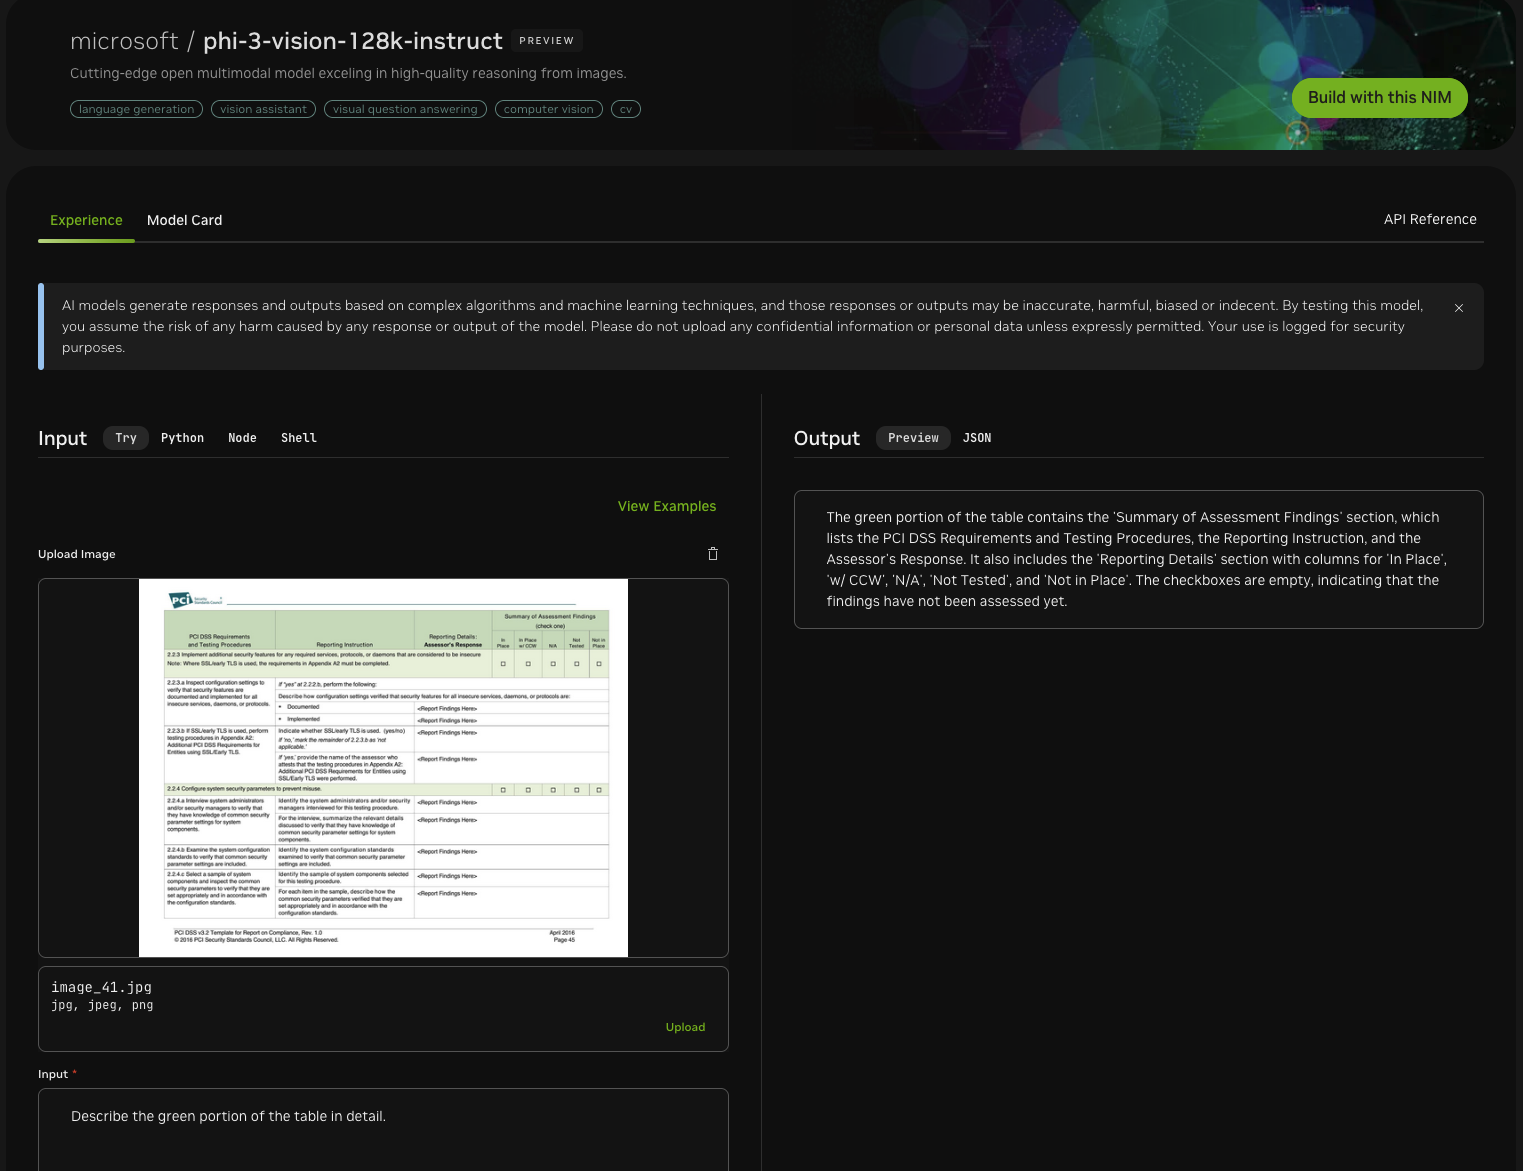 microsoft / phi-3-vision-128k-instruct PREVIEW
Cutting-edge open multimodal model exceling in high-quality reasoning from images.
language generation vision assistant visual question answering computer vision cv
Build with this NIM
Experience Model Card API Reference
AI models generate responses and outputs based on complex algorithms and machine learning techniques, and those responses or outputs may be inaccurate, harmful, biased or indecent. By testing this model,
you assume the risk of any harm caused by any response or output of the model. Please do not upload any confidential information or personal data unless expressly permitted. Your use is logged for security
purposes.
Input Try Python Node Shell
View Examples
Upload Image
PCI Security
Standards Council
PCI DSS Requirements
and Testing Procedures
Reporting Instruction
Reporting Details:
Assessor's Response
Summary of Assessment Findings
(check one)
In
Place
In Place
w/ CCW
N/A
Not
Tested
Not in
Place
2.2.3 Implement additional security features for any required services, protocols, or daemons that are considered to be insecure
Note: Where SSL/early TLS is used, the requirements in Appendix A2 must be completed.
2.2.3.a Inspect configuration settings to
verify that security features are
documented and implemented for all
insecure services, daemons, or protocols.
If "yes" at 2.2.2.b, perform the following:
Describe how configuration settings verified that security features for all insecure services, daemons, or protocols are:
• Documented <Report Findings Here>
• Implemented <Report Findings Here>
2.2.3.b If SSL/early TLS is used, perform
testing procedures in Appendix A2:
Additional PCI DSS Requirements for
Entities using SSL/Early TLS.
Indicate whether SSL/early TLS is used. (yes/no)
If 'no,' mark the remainder of 2.2.3.b as 'not
applicable.'
<Report Findings Here>
If 'yes,' provide the name of the assessor who
attests that the testing procedures in Appendix A2:
Additional PCI DSS Requirements for Entities using
SSL/Early TLS were performed.
<Report Findings Here>
2.2.4 Configure system security parameters to prevent misuse.
2.2.4.a Interview system administrators
and/or security managers to verify that
they have knowledge of common security
parameter settings for system
components.
Identify the system administrators and/or security
managers interviewed for this testing procedure.
<Report Findings Here>
For the interview, summarize the relevant details
discussed to verify that they have knowledge of
common security parameter settings for system
components.
<Report Findings Here>
2.2.4.b Examine the system configuration
standards to verify that common security
parameter settings are included.
Identify the system configuration standards
examined to verify that common security parameter
settings are included.
<Report Findings Here>
2.2.4.c Select a sample of system
components and inspect the common
security parameters to verify that they are
set appropriately and in accordance with
the configuration standards.
Identify the sample of system components selected
for this testing procedure.
<Report Findings Here>
For each item in the sample, describe how the
common security parameters verified that they are
set appropriately and in accordance with the
configuration standards.
<Report Findings Here>
PCI DSS v3.2 Template for Report on Compliance, Rev. 1.0 April 2016
© 2016 PCI Security Standards Council, LLC. All Rights Reserved. Page 45
image_41.jpg
jpg, jpeg, png
Upload
Input *
Describe the green portion of the table in detail.
Output Preview JSON
The green portion of the table contains the 'Summary of Assessment Findings' section, which
lists the PCI DSS Requirements and Testing Procedures, the Reporting Instruction, and the
Assessor's Response. It also includes the 'Reporting Details' section with columns for 'In Place',
'w/ CCW', 'N/A', 'Not Tested', and 'Not in Place'. The checkboxes are empty, indicating that the
findings have not been assessed yet.